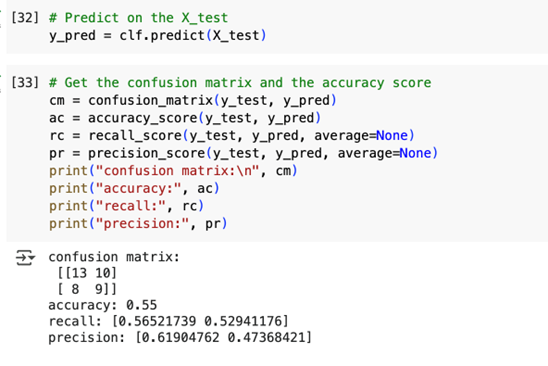 [32] # Predict on the X_test
y_pred = clf.predict(X_test)
[33] # Get the confusion matrix and the accuracy score
cm = confusion_matrix(y_test, y_pred)
ac = accuracy_score(y_test, y_pred)
rc = recall_score(y_test, y_pred, average=None)
pr = precision_score(y_test, y_pred, average=None)
print("confusion matrix:\n", cm)
print("accuracy:", ac)
print("recall:", rc)
print("precision:", pr)
confusion matrix:
[[13 10]
[ 8 9]]
accuracy: 0.55
recall: [0.56521739 0.52941176]
precision: [0.61904762 0.47368421]